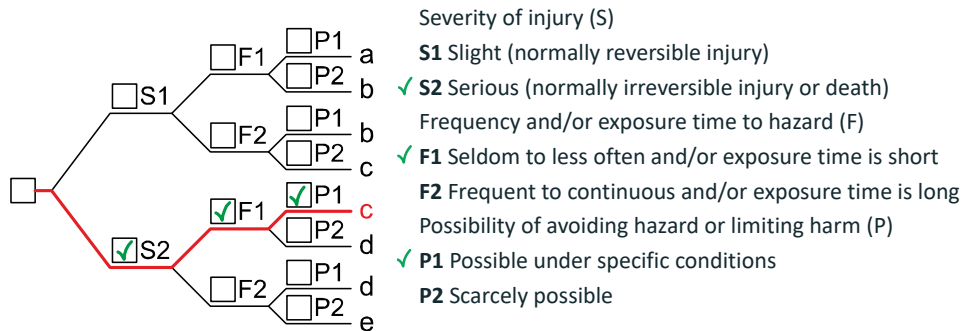 P1
a
F1
P2
b
S1
P1
b
F2
P2
c
P1
c
F1
P2
d
S2
P1
d
F2
P2
e
Severity of injury (S)
S1 Slight (normally reversible injury)
✓ S2 Serious (normally irreversible injury or death)
Frequency and/or exposure time to hazard (F)
✓ F1 Seldom to less often and/or exposure time is short
F2 Frequent to continuous and/or exposure time is long
Possibility of avoiding hazard or limiting harm (P)
✓ P1 Possible under specific conditions
P2 Scarcely possible